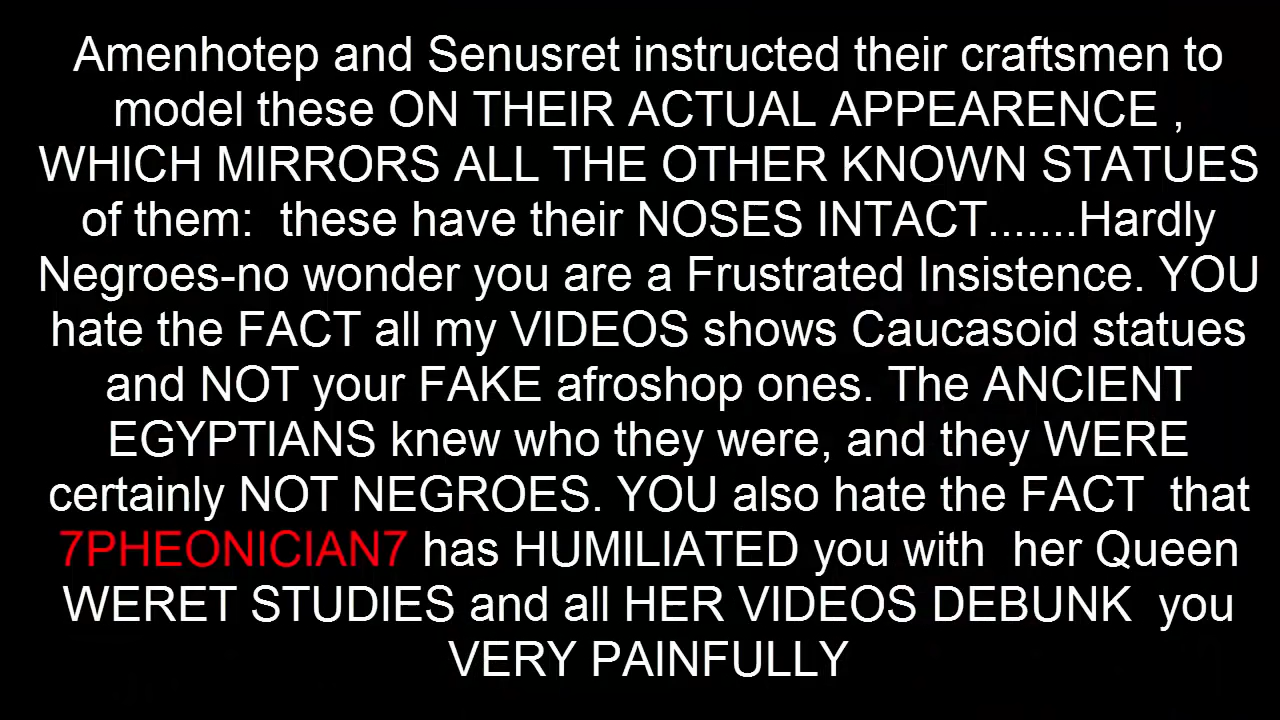 Amenhotep and Senusret instructed their craftsmen to
model these ON THEIR ACTUAL APPEARENCE ,
WHICH MIRRORS ALL THE OTHER KNOWN STATUES
of them:  these have their NOSES INTACT.......Hardly
Negroes-no wonder you are a Frustrated Insistence. YOU
hate the FACT all my VIDEOS shows Caucasoid statues
and NOT your FAKE afroshop ones. The ANCIENT
EGYPTIANS knew who they were, and they WERE
certainly NOT NEGROES. YOU also hate the FACT  that
7PHEONICIAN7 has HUMILIATED you with  her Queen
WERET STUDIES and all HER VIDEOS DEBUNK  you
VERY PAINFULLY